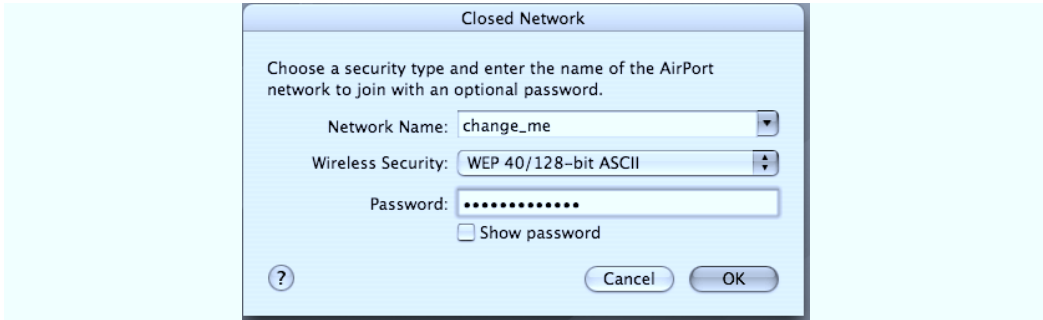 Closed Network
Choose a security type and enter the name of the AirPort
network to join with an optional password.
Network Name: change_me
Wireless Security: WEP 40/128-bit ASCII
Password: •••••••••••••
Show password
? Cancel OK